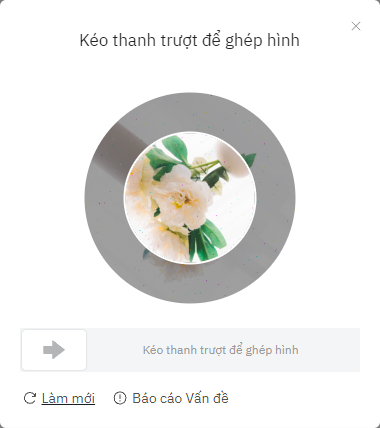 Kéo thanh trượt để ghép hình
Kéo thanh trượt để ghép hình
Làm mới
Báo cáo Vấn đề